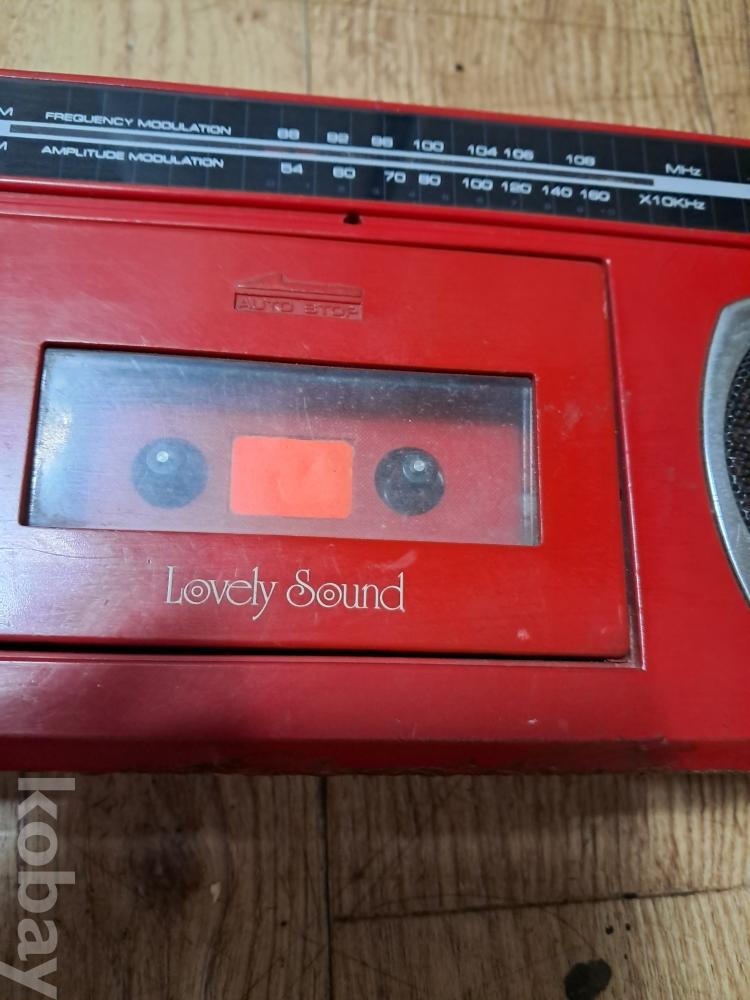 M FREQUENCY MODULATION 88 92 96 100 104 106 108 MHz
M AMPLITUDE MODULATION 54 60 70 80 100 120 140 160 X10KHz
AUTO STOP
Lovely Sound
kobay